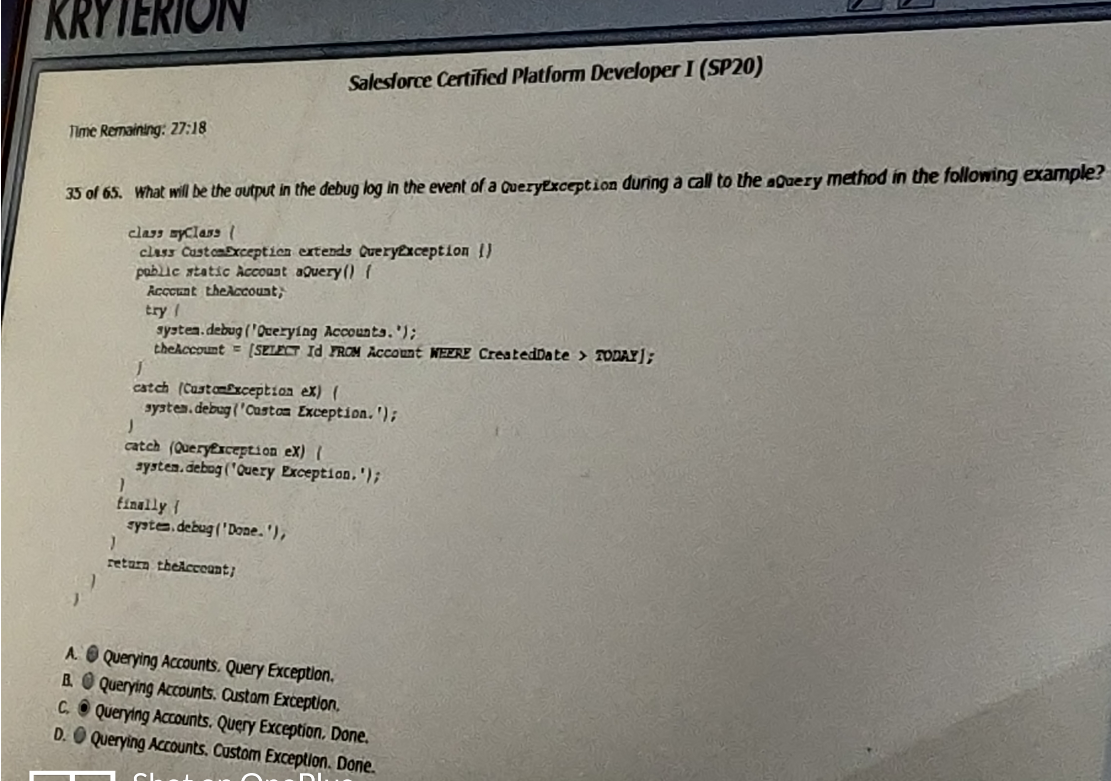 KRYTERION
Salesforce Certified Platform Developer I (SP20)
Time Remaining: 27:18
35 of 65. What will be the output in the debug log in the event of a QueryException during a call to the aQuery method in the following example?
class myClass {
class CustomException extends QueryException {}
public static Account aQuery() {
Account theAccount;
try {
system.debug('Querying Accounts.');
theAccount = [SELECT Id FROM Account WHERE CreatedDate > TODAY];
}
catch (CustomException eX) {
system.debug('Custom Exception.');
}
catch (QueryException eX) {
system.debug('Query Exception.');
}
finally {
system.debug('Done.');
}
return theAccount;
}
}
A. Querying Accounts. Query Exception.
B. Querying Accounts. Custom Exception.
C. Querying Accounts. Query Exception. Done.
D. Querying Accounts. Custom Exception. Done.
Shot on OnePlus